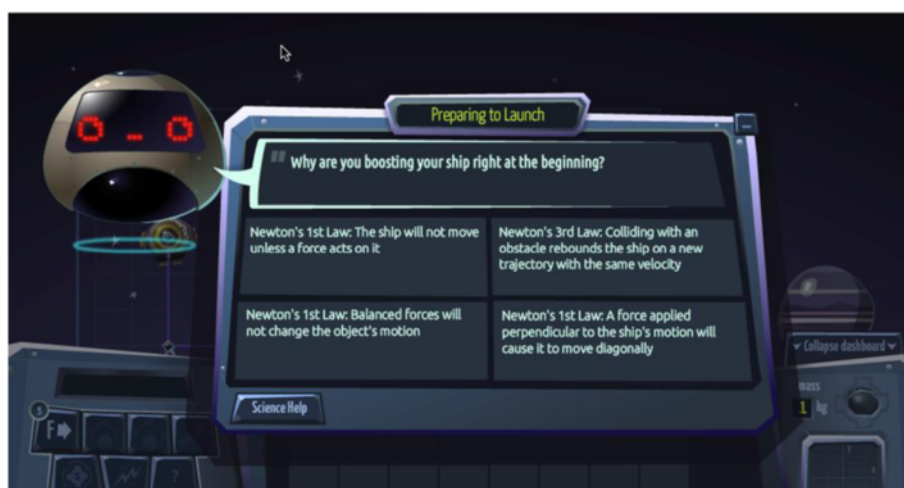 Preparing to Launch
" Why are you boosting your ship right at the beginning?
Newton's 1st Law: The ship will not move
unless a force acts on it
Newton's 3rd Law: Colliding with an
obstacle rebounds the ship on a new
trajectory with the same velocity
Newton's 1st Law: Balanced forces will
not change the object's motion
Newton's 1st Law: A force applied
perpendicular to the ship's motion will
cause it to move diagonally
Science Help
Collapse dashboard
mass
1 kg
5
F
?